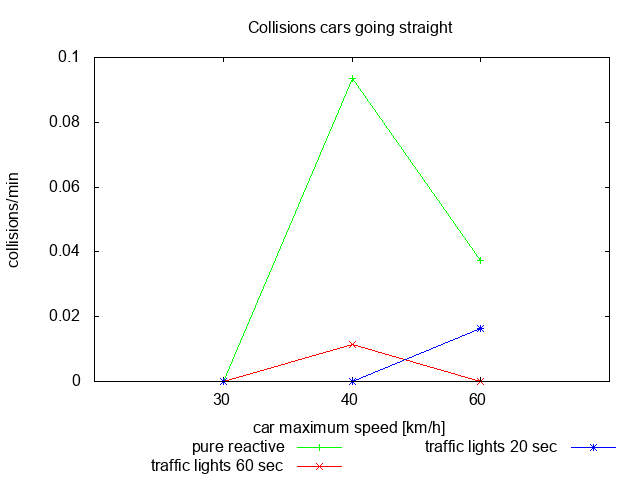 Collisions cars going straight
0.1
0.08
0.06
0.04
0.02
0
collisions/min
30 40 60
car maximum speed [km/h]
pure reactive
traffic lights 60 sec
traffic lights 20 sec